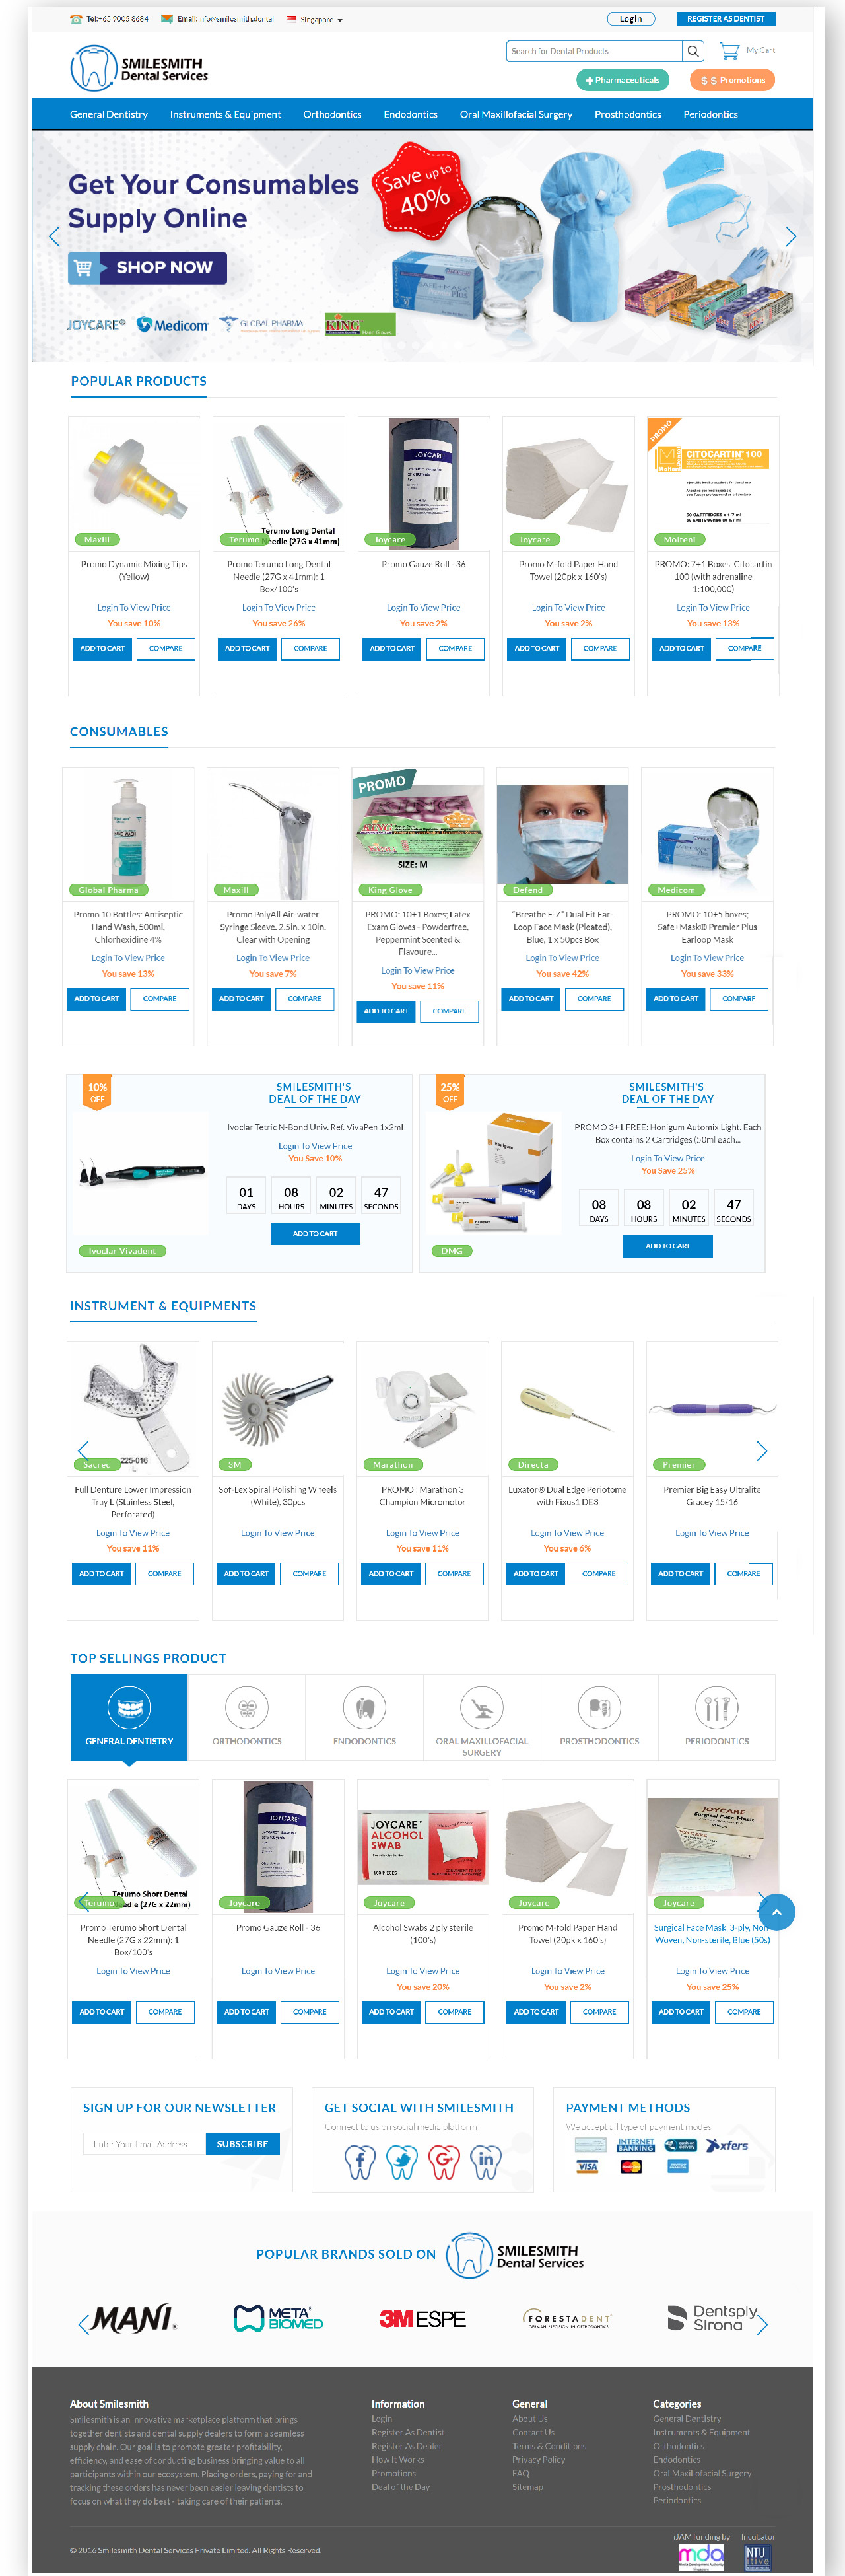 Tel:+65 9005 8684 Email:info@smilesmith.dental Singapore Login REGISTER AS DENTIST
SMILESMITH
Dental Services
Search for Dental Products My Cart
Pharmaceuticals $ $ Promotions
General Dentistry Instruments & Equipment Orthodontics Endodontics Oral Maxillofacial Surgery Prosthodontics Periodontics
Get Your Consumables
Supply Online
Save up to
40%
SHOP NOW
JOYCARE® Medicom GLOBAL PHARMA KING
POPULAR PRODUCTS
Maxill
Promo Dynamic Mixing Tips
(Yellow)
Login To View Price
You save 10%
ADD TO CART COMPARE
Terumo Long Dental
Needle (27G x 41mm)
Terumo
Promo Terumo Long Dental
Needle (27G x 41mm): 1
Box/100's
Login To View Price
You save 26%
ADD TO CART COMPARE
JOYCARE
Joycare
Promo Gauze Roll - 36
Login To View Price
You save 2%
ADD TO CART COMPARE
Joycare
Promo M-fold Paper Hand
Towel (20pk x 160's)
Login To View Price
You save 2%
ADD TO CART COMPARE
PROMO
CITOCARTIN 100
Molteni
PROMO: 7+1 Boxes, Citocartin
100 (with adrenaline
1:100,000)
Login To View Price
You save 13%
ADD TO CART COMPARE
CONSUMABLES
Global Pharma
Promo 10 Bottles: Antiseptic
Hand Wash, 500ml,
Chlorhexidine 4%
Login To View Price
You save 13%
ADD TO CART COMPARE
Maxill
Promo PolyAll Air-water
Syringe Sleeve. 2.5in. x 10in.
Clear with Opening
Login To View Price
You save 7%
ADD TO CART COMPARE
PROMO
KING
SIZE: M
King Glove
PROMO: 10+1 Boxes; Latex
Exam Gloves - Powderfree,
Peppermint Scented &
Flavoure...
Login To View Price
You save 11%
ADD TO CART COMPARE
Defend
"Breathe E-Z" Dual Fit Ear-
Loop Face Mask (Pleated),
Blue, 1 x 50pcs Box
Login To View Price
You save 42%
ADD TO CART COMPARE
Medicom
PROMO: 10+5 boxes;
Safe+Mask® Premier Plus
Earloop Mask
Login To View Price
You save 33%
ADD TO CART COMPARE
10%
OFF
Ivoclar Vivadent
SMILESMITH'S
DEAL OF THE DAY
Ivoclar Tetric N-Bond Univ. Ref. VivaPen 1x2ml
Login To View Price
You Save 10%
01 08 02 47
DAYS HOURS MINUTES SECONDS
ADD TO CART
25%
OFF
Honigum
DMG
SMILESMITH'S
DEAL OF THE DAY
PROMO 3+1 FREE: Honigum Automix Light. Each
Box contains 2 Cartridges (50ml each...
Login To View Price
You Save 25%
08 08 02 47
DAYS HOURS MINUTES SECONDS
ADD TO CART
INSTRUMENT & EQUIPMENTS
225-016
L
Sacred
Full Denture Lower Impression
Tray L (Stainless Steel,
Perforated)
Login To View Price
You save 11%
ADD TO CART COMPARE
3M
Sof-Lex Spiral Polishing Wheels
(White), 30pcs
Login To View Price
ADD TO CART COMPARE
Marathon
PROMO : Marathon 3
Champion Micromotor
Login To View Price
You save 11%
ADD TO CART COMPARE
Directa
Luxator® Dual Edge Periotome
with Fixus1 DE3
Login To View Price
You save 6%
ADD TO CART COMPARE
Premier
Premier Big Easy Ultralite
Gracey 15/16
Login To View Price
ADD TO CART COMPARE
TOP SELLINGS PRODUCT
GENERAL DENTISTRY
ORTHODONTICS
ENDODONTICS
ORAL MAXILLOFACIAL
SURGERY
PROSTHODONTICS
PERIODONTICS
Terumo Short Dental
Needle (27G x 22mm)
Terumo
Promo Terumo Short Dental
Needle (27G x 22mm): 1
Box/100's
Login To View Price
ADD TO CART COMPARE
JOYCARE
Joycare
Promo Gauze Roll - 36
Login To View Price
ADD TO CART COMPARE
JOYCARE™
ALCOHOL
SWAB
100 PIECES
Joycare
Alcohol Swabs 2 ply sterile
(100's)
Login To View Price
You save 20%
ADD TO CART COMPARE
Joycare
Promo M-fold Paper Hand
Towel (20pk x 160's)
Login To View Price
You save 2%
ADD TO CART COMPARE
JOYCARE
Surgical Face Mask
Joycare
Surgical Face Mask, 3-ply, Non-
Woven, Non-sterile, Blue (50s)
Login To View Price
You save 25%
ADD TO CART COMPARE
SIGN UP FOR OUR NEWSLETTER
Enter Your Email Address SUBSCRIBE
GET SOCIAL WITH SMILESMITH
Connect to us on social media platform
PAYMENT METHODS
We accept all type of payment modes
INTERNET
BANKING
xfers
VISA
POPULAR BRANDS SOLD ON
SMILESMITH
Dental Services
MANI.
META
BIOMED
3M ESPE
FORESTADENT
GERMAN PRECISION IN ORTHODONTICS
Dentsply
Sirona
About Smilesmith
Smilesmith is an innovative marketplace platform that brings
together dentists and dental supply dealers to form a seamless
supply chain. Our goal is to promote greater profitability,
efficiency, and ease of conducting business bringing value to all
participants within our ecosystem. Placing orders, paying for and
tracking these orders has never been easier leaving dentists to
focus on what they do best - taking care of their patients.
Information
Login
Register As Dentist
Register As Dealer
How It Works
Promotions
Deal of the Day
General
About Us
Contact Us
Terms & Conditions
Privacy Policy
FAQ
Sitemap
Categories
General Dentistry
Instruments & Equipment
Orthodontics
Endodontics
Oral Maxillofacial Surgery
Prosthodontics
Periodontics
© 2016 Smilesmith Dental Services Private Limited. All Rights Reserved.
iJAM funding by
mda
Incubator
NTU